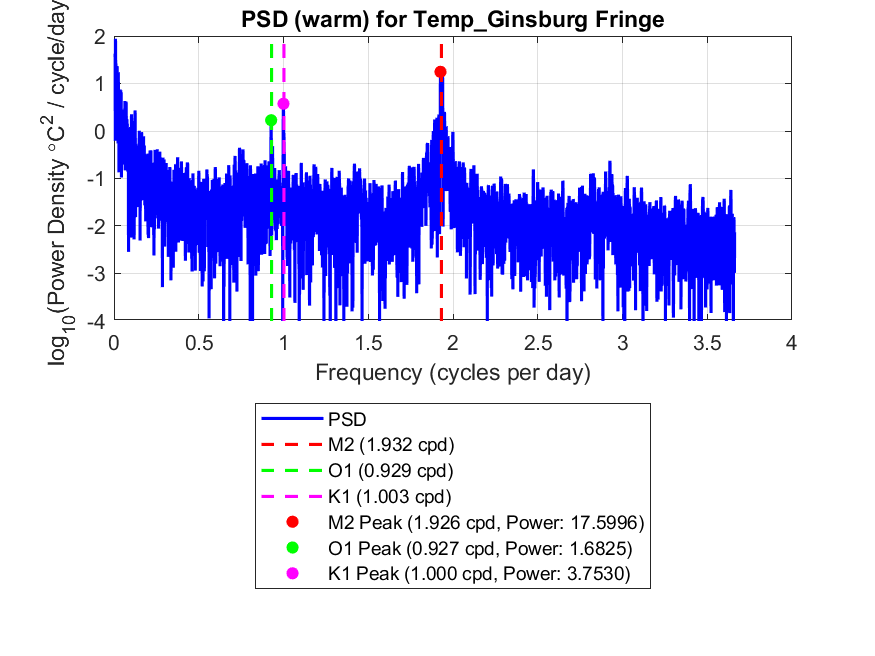 PSD (warm) for Temp_Ginsburg Fringe
log10(Power Density °C2 / cycle/day
2
1
0
-1
-2
-3
-4
0 0.5 1 1.5 2 2.5 3 3.5 4
Frequency (cycles per day)
PSD
M2 (1.932 cpd)
O1 (0.929 cpd)
K1 (1.003 cpd)
M2 Peak (1.926 cpd, Power: 17.5996)
O1 Peak (0.927 cpd, Power: 1.6825)
K1 Peak (1.000 cpd, Power: 3.7530)